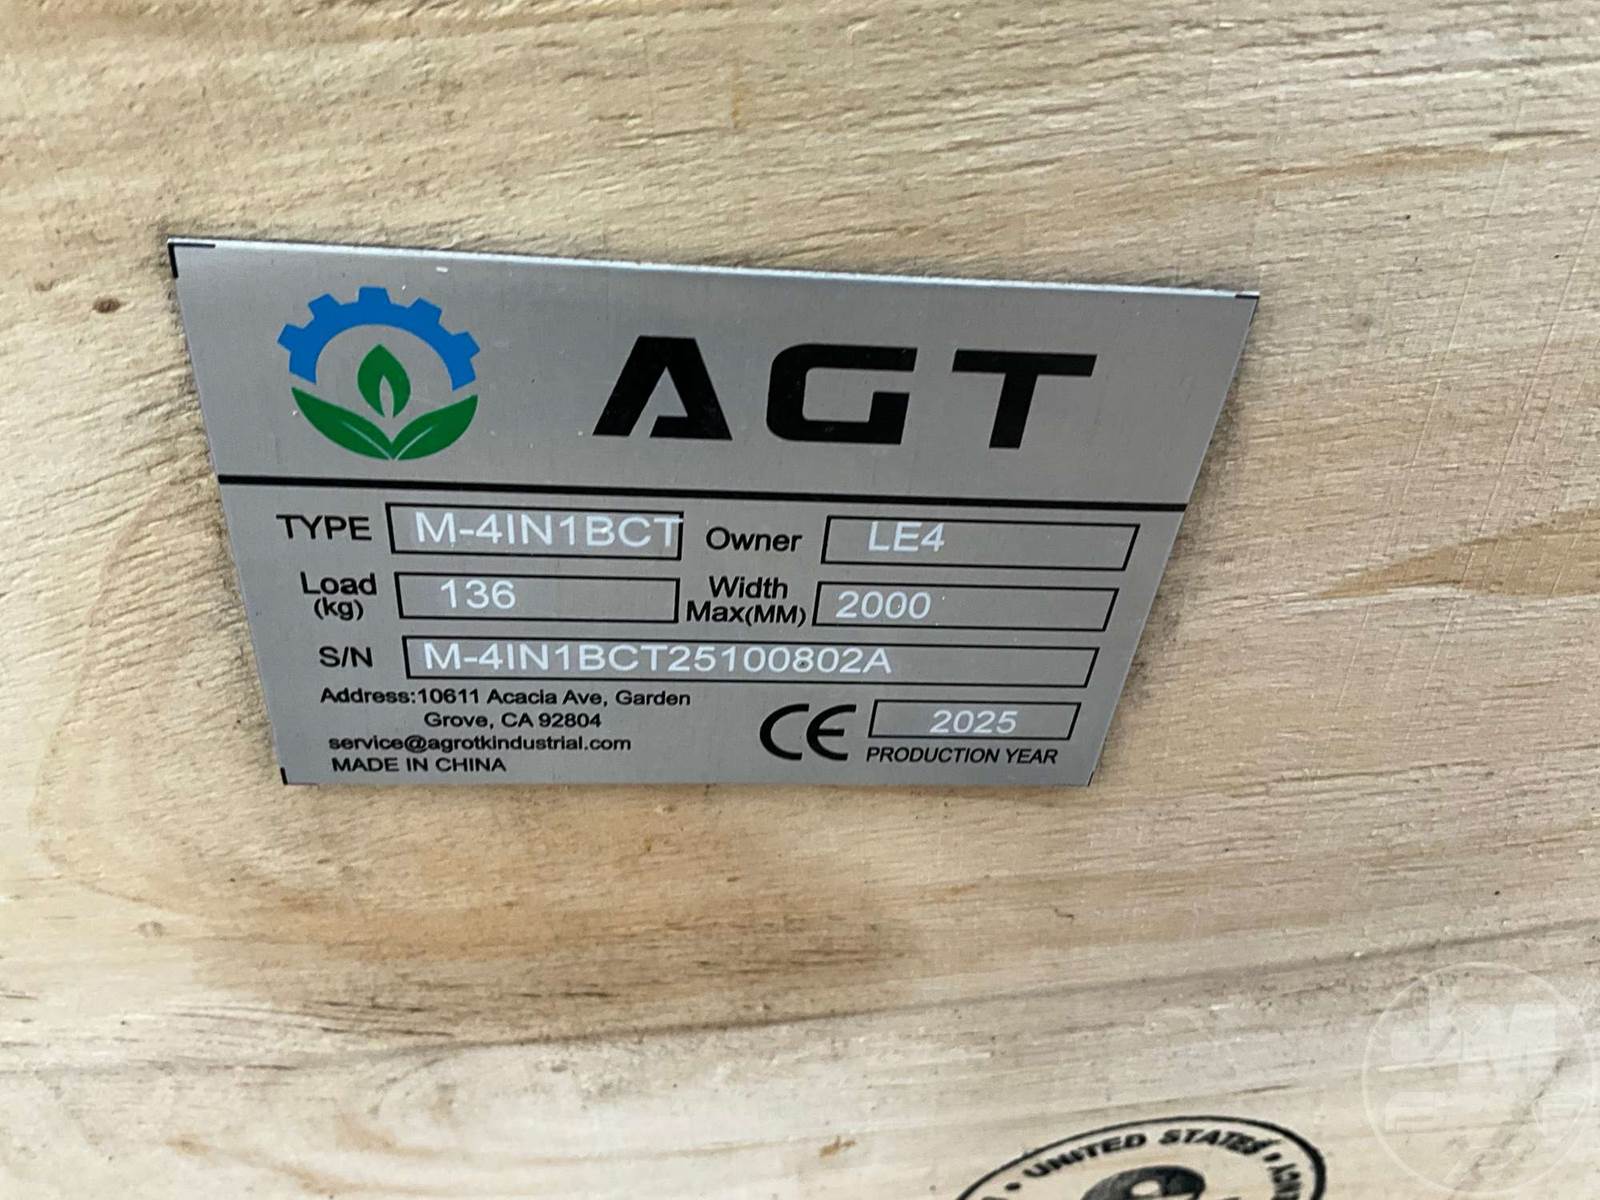 AGT
TYPE M-4IN1BCT Owner LE4
Load (kg) 136 Width Max(MM) 2000
S/N M-4IN1BCT25100802A
Address:10611 Acacia Ave, Garden
Grove, CA 92804
service@agrotkindustrial.com
MADE IN CHINA
CE 2025
PRODUCTION YEAR
UNITED STATES